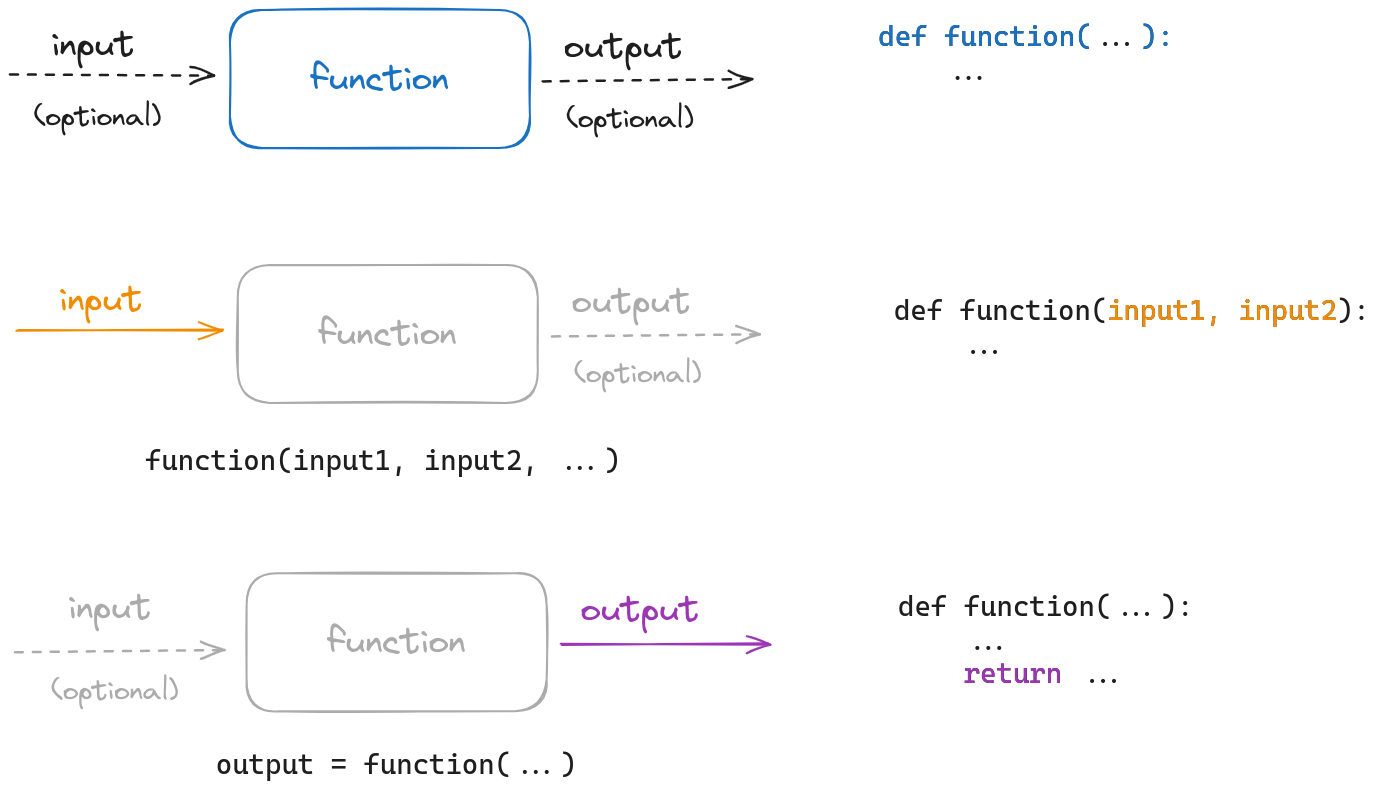 input
(optional)
function
output
(optional)
def function(...):
...
input
function
output
(optional)
def function(input1, input2):
...
function(input1, input2, ...)
input
(optional)
function
output
def function(...):
...
return ...
output = function(...)